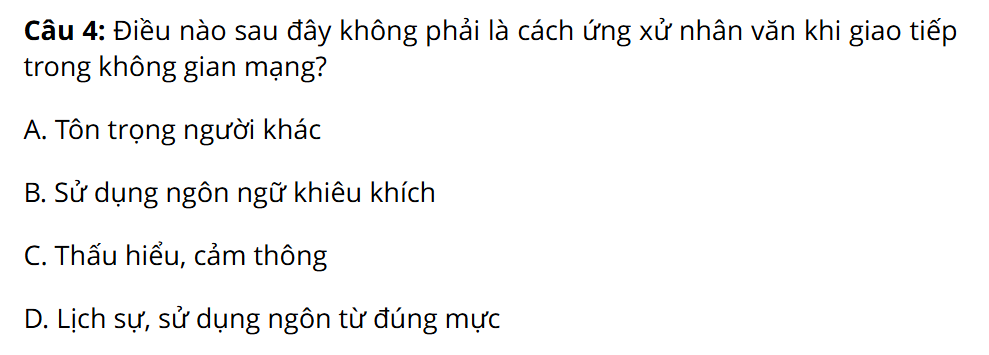 Câu 4: Điều nào sau đây không phải là cách ứng xử nhân văn khi giao tiếp
trong không gian mạng?
A. Tôn trọng người khác
B. Sử dụng ngôn ngữ khiêu khích
C. Thấu hiểu, cảm thông
D. Lịch sự, sử dụng ngôn từ đúng mực